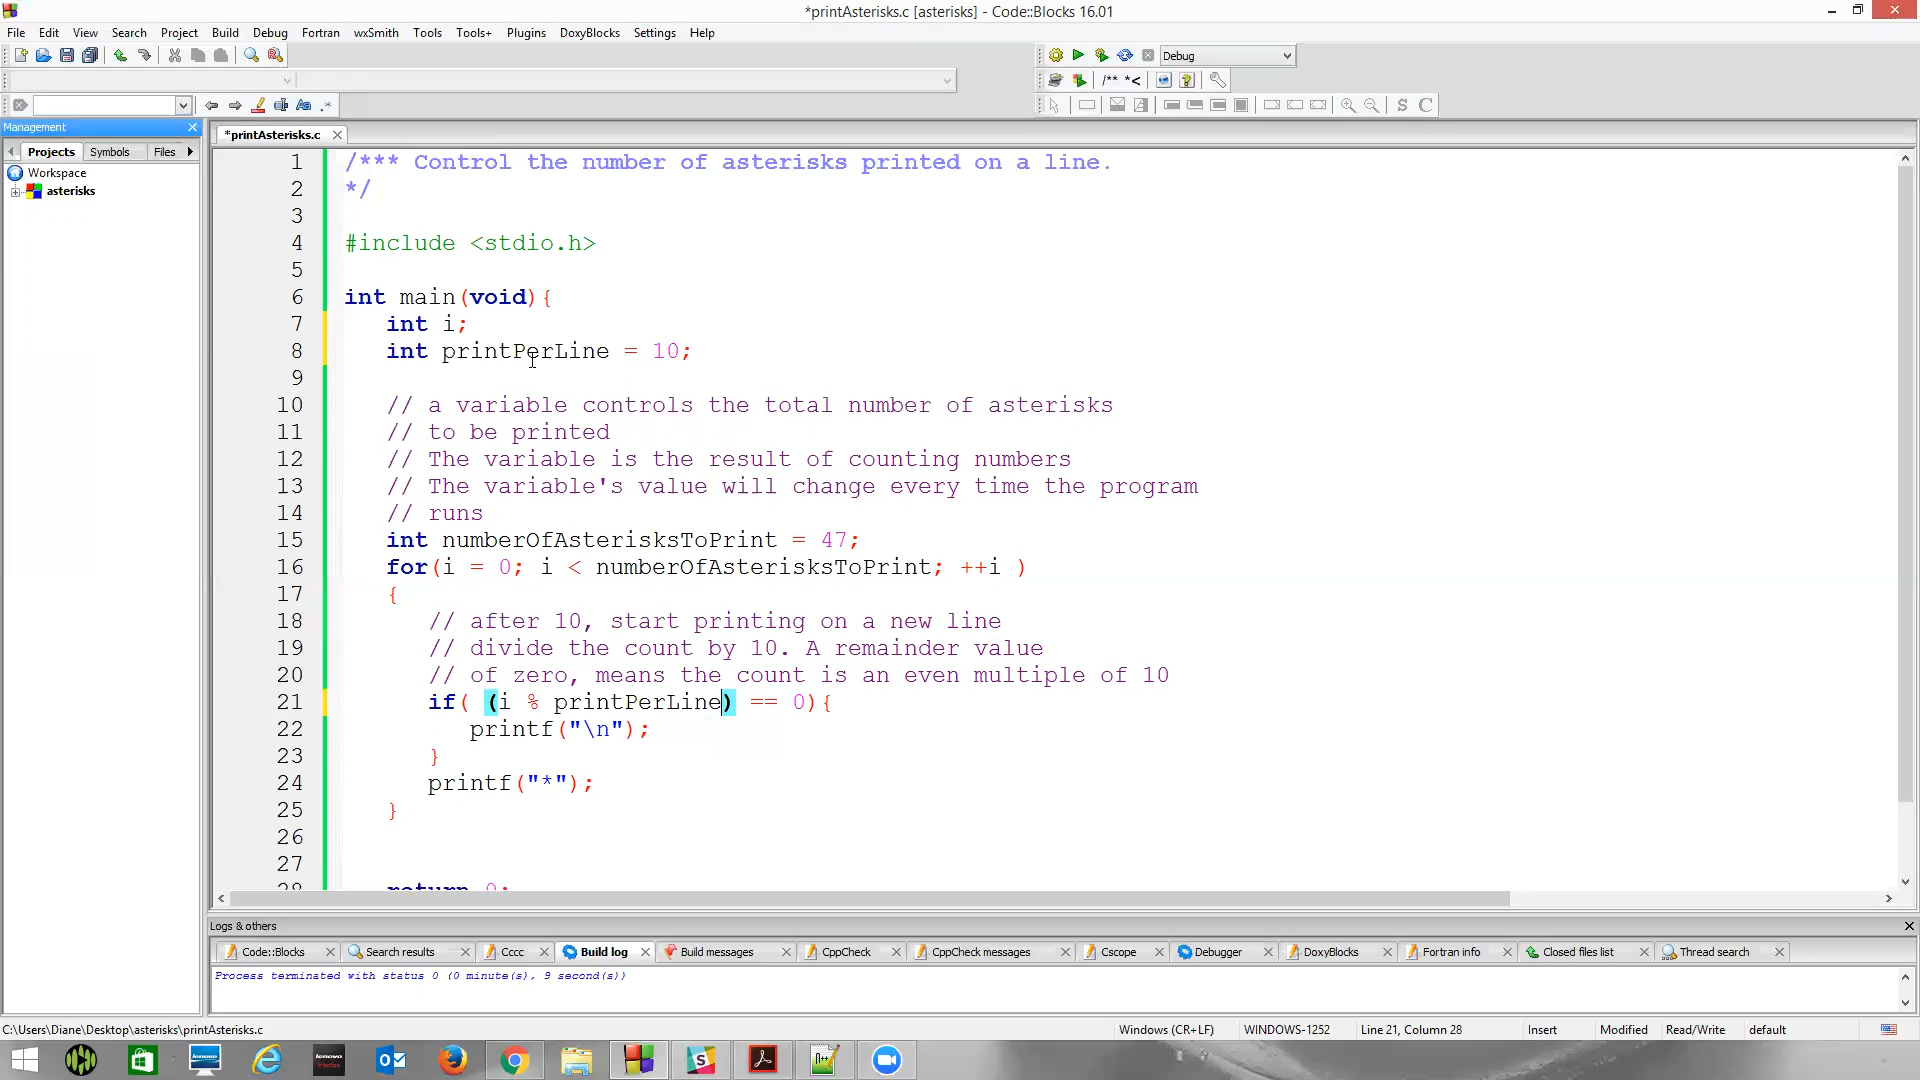 *printAsterisks.c [asterisks] - Code::Blocks 16.01
File Edit View Search Project Build Debug Fortran wxSmith Tools Tools+ Plugins DoxyBlocks Settings Help
Debug
/** *<
Aa .*
S C
Management
*printAsterisks.c
Projects Symbols Files
Workspace
asterisks
1 /*** Control the number of asterisks printed on a line.
2 */
3
4 #include <stdio.h>
5
6 int main(void){
7 int i;
8 int printPerLine = 10;
9
10 // a variable controls the total number of asterisks
11 // to be printed
12 // The variable is the result of counting numbers
13 // The variable's value will change every time the program
14 // runs
15 int numberOfAsterisksToPrint = 47;
16 for(i = 0; i < numberOfAsterisksToPrint; ++i )
17 {
18 // after 10, start printing on a new line
19 // divide the count by 10. A remainder value
20 // of zero, means the count is an even multiple of 10
21 if( (i % printPerLine) == 0){
22 printf("\n");
23 }
24 printf("*");
25 }
26
27
28 return 0;
Logs & others
Code::Blocks Search results Cccc Build log Build messages CppCheck CppCheck messages Cscope Debugger DoxyBlocks Fortran info Closed files list Thread search
Process terminated with status 0 (0 minute(s), 9 second(s))
C:\Users\Diane\Desktop\asterisks\printAsterisks.c Windows (CR+LF) WINDOWS-1252 Line 21, Column 28 Insert Modified Read/Write default